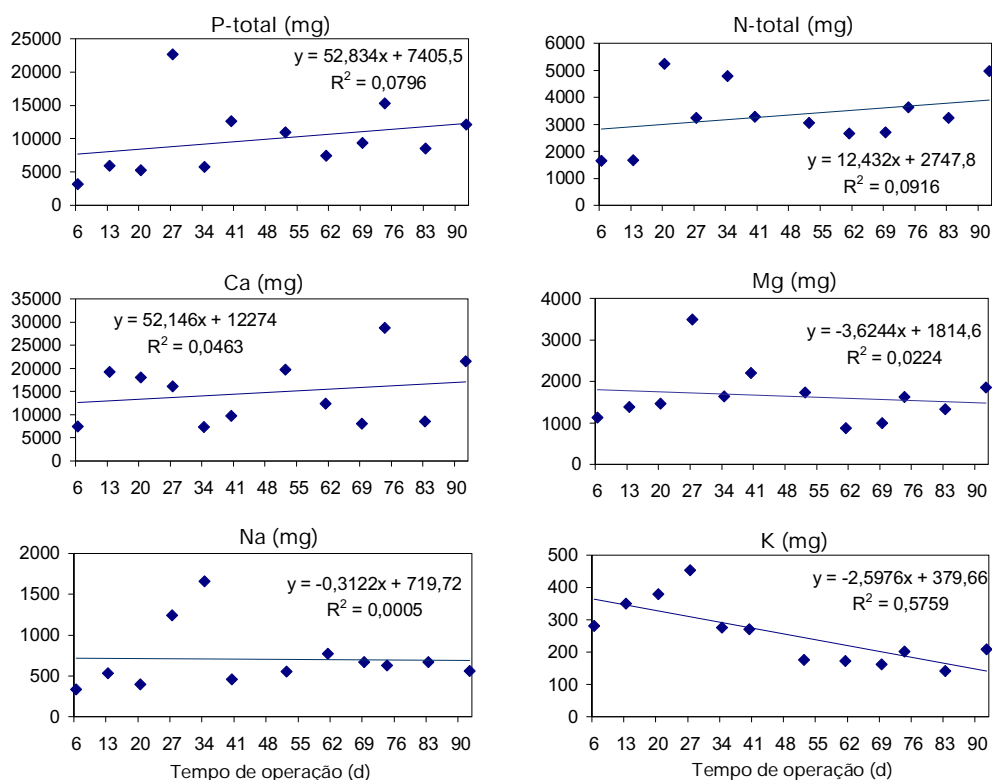 P-total (mg)
25000
20000
15000
10000
5000
0
y = 52,834x + 7405,5
R² = 0,0796
6 13 20 27 34 41 48 55 62 69 76 83 90
N-total (mg)
6000
5000
4000
3000
2000
1000
0
y = 12,432x + 2747,8
R² = 0,0916
6 13 20 27 34 41 48 55 62 69 76 83 90
Ca (mg)
35000
30000
25000
20000
15000
10000
5000
0
y = 52,146x + 12274
R² = 0,0463
6 13 20 27 34 41 48 55 62 69 76 83 90
Mg (mg)
4000
3000
2000
1000
0
y = -3,6244x + 1814,6
R² = 0,0224
6 13 20 27 34 41 48 55 62 69 76 83 90
Na (mg)
2000
1500
1000
500
0
y = -0,3122x + 719,72
R² = 0,0005
6 13 20 27 34 41 48 55 62 69 76 83 90
Tempo de operação (d)
K (mg)
500
400
300
200
100
0
y = -2,5976x + 379,66
R² = 0,5759
6 13 20 27 34 41 48 55 62 69 76 83 90
Tempo de operação (d)